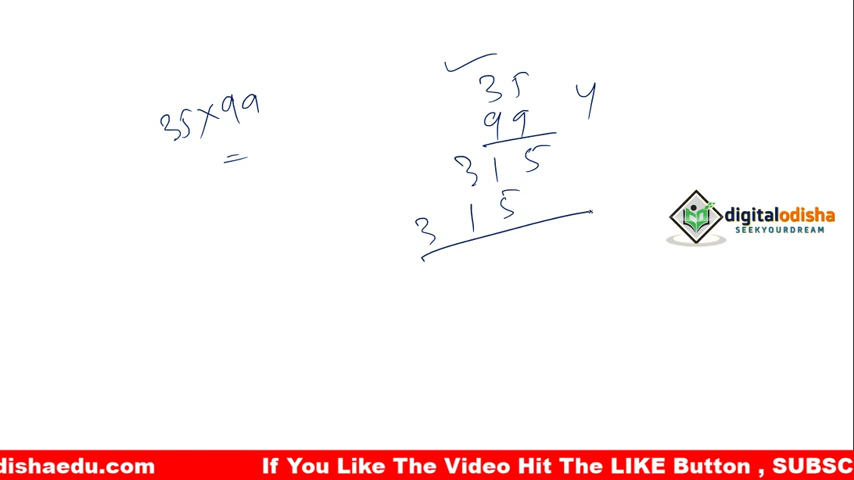 35×99
=
35
99
315
315
4
digitalodisha
SEEKYOURDREAM
dishaedu.com If You Like The Video Hit The LIKE Button , SUBSC